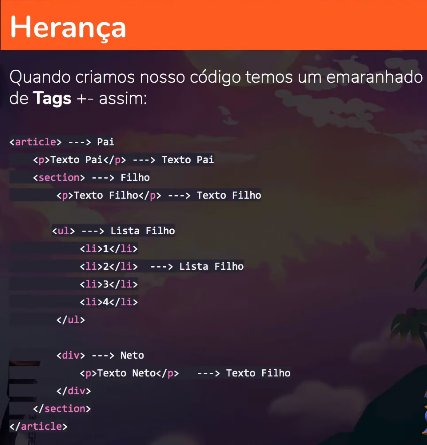 Herança
Quando criamos nosso código temos um emaranhado
de Tags +- assim:
<article> ---> Pai
<p>Texto Pai</p> ---> Texto Pai
<section> ---> Filho
<p>Texto Filho</p> ---> Texto Filho
<ul> ---> Lista Filho
<li>1</li>
<li>2</li> ---> Lista Filho
<li>3</li>
<li>4</li>
</ul>
<div> ---> Neto
<p>Texto Neto</p> ---> Texto Filho
</div>
</section>
</article>